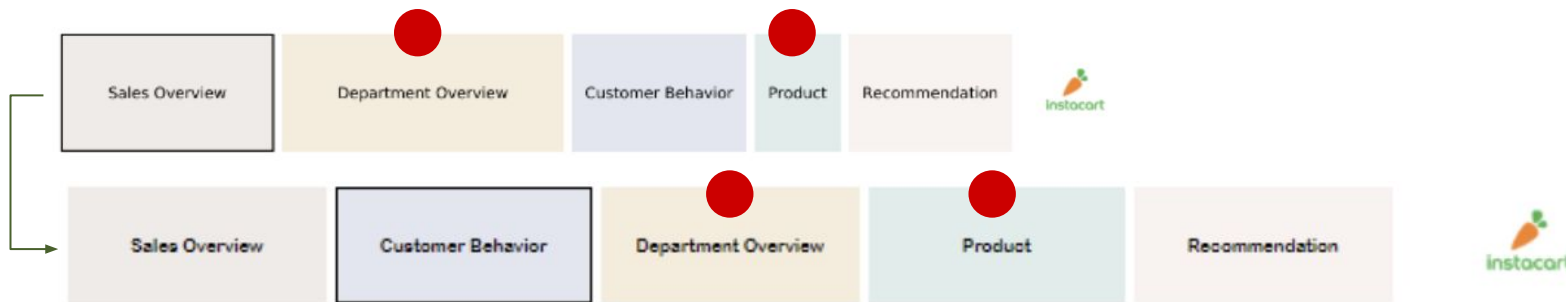 Sales Overview Department Overview Customer Behavior Product Recommendation
instacart
Sales Overview Customer Behavior Department Overview Product Recommendation
instacart